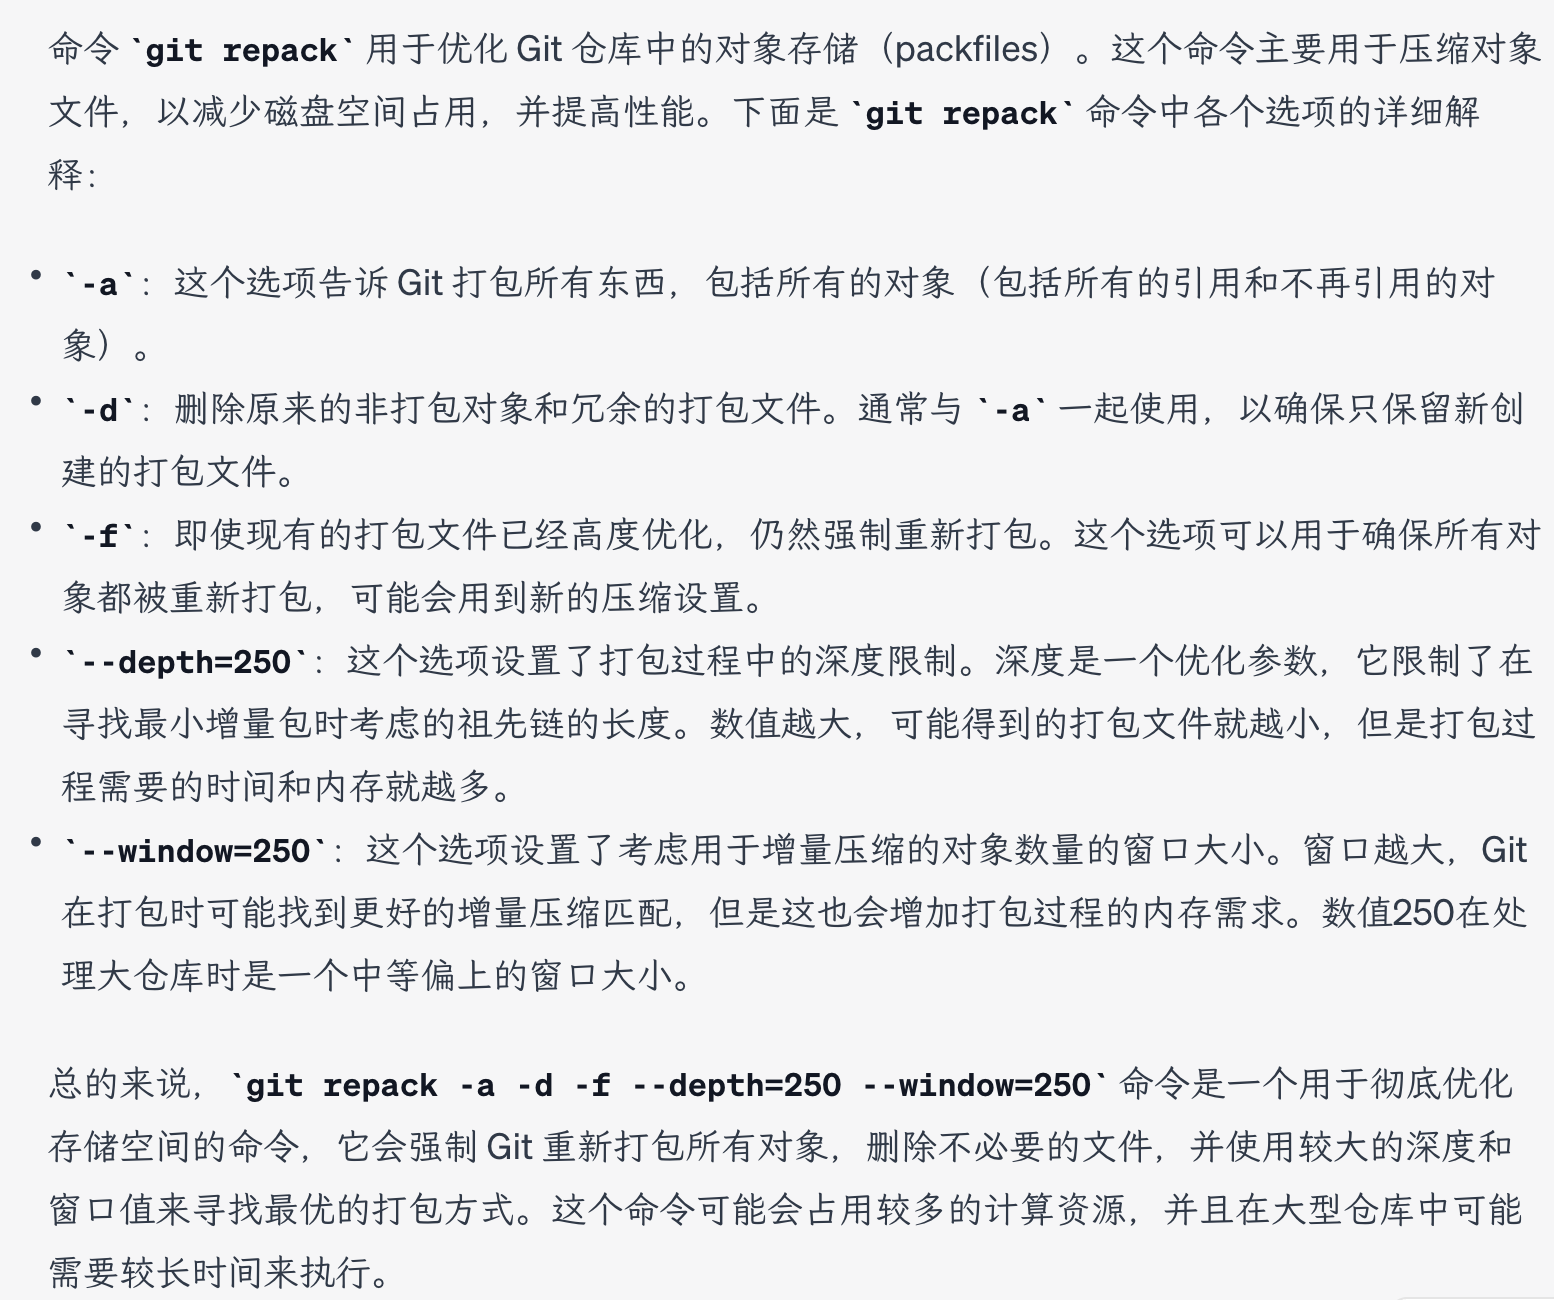 命令 `git repack` 用于优化 Git 仓库中的对象存储（packfiles）。这个命令主要用于压缩对象
文件，以减少磁盘空间占用，并提高性能。下面是 `git repack` 命令中各个选项的详细解
释：
• `-a`：这个选项告诉 Git 打包所有东西，包括所有的对象（包括所有的引用和不再引用的对
象）。
• `-d`：删除原来的非打包对象和冗余的打包文件。通常与 `-a` 一起使用，以确保只保留新创
建的打包文件。
• `-f`：即使现有的打包文件已经高度优化，仍然强制重新打包。这个选项可以用于确保所有对
象都被重新打包，可能会用到新的压缩设置。
• `--depth=250`：这个选项设置了打包过程中的深度限制。深度是一个优化参数，它限制了在
寻找最小增量包时考虑的祖先链的长度。数值越大，可能得到的打包文件就越小，但是打包过
程需要的时间和内存就越多。
• `--window=250`：这个选项设置了考虑用于增量压缩的对象数量的窗口大小。窗口越大，Git
在打包时可能找到更好的增量压缩匹配，但是这也会增加打包过程的内存需求。数值250在处
理大仓库时是一个中等偏上的窗口大小。
总的来说，`git repack -a -d -f --depth=250 --window=250` 命令是一个用于彻底优化
存储空间的命令，它会强制 Git 重新打包所有对象，删除不必要的文件，并使用较大的深度和
窗口值来寻找最优的打包方式。这个命令可能会占用较多的计算资源，并且在大型仓库中可能
需要较长时间来执行。